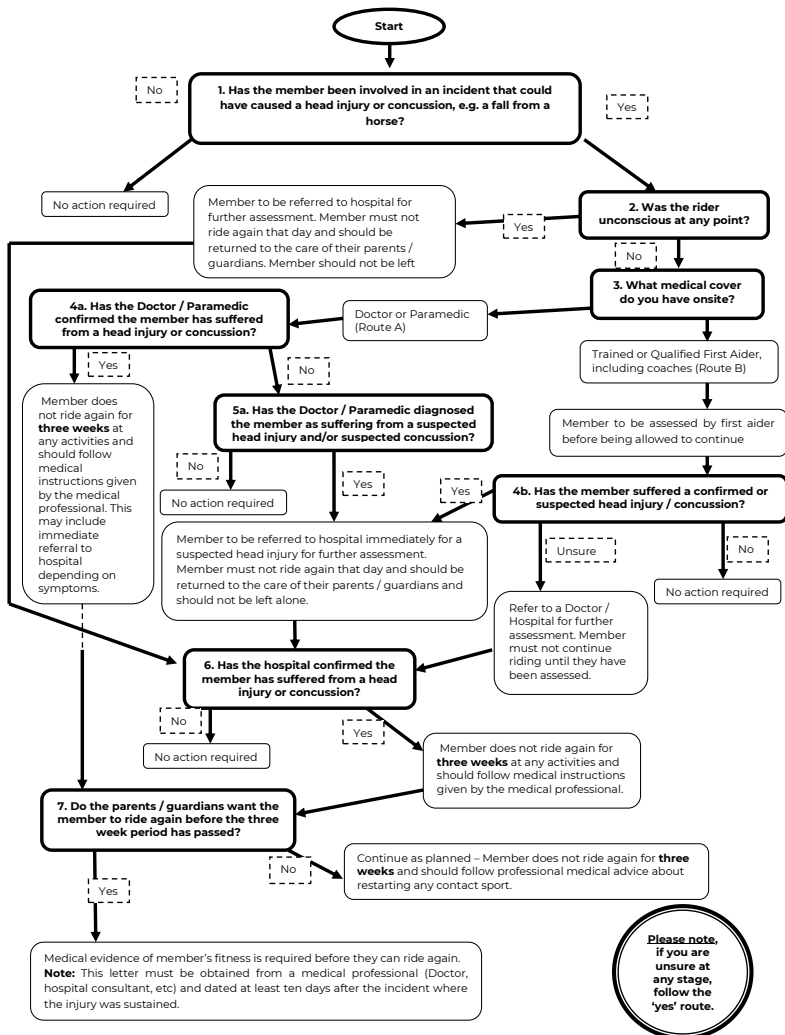 Start
No
1. Has the member been involved in an incident that could
have caused a head injury or concussion, e.g. a fall from a
horse?
Yes
No action required
Member to be referred to hospital for
further assessment. Member must not
ride again that day and should be
returned to the care of their parents /
guardians. Member should not be left
Yes
2. Was the rider
unconscious at any point?
No
3. What medical cover
do you have onsite?
Doctor or Paramedic
(Route A)
4a. Has the Doctor / Paramedic
confirmed the member has suffered
from a head injury or concussion?
Trained or Qualified First Aider,
including coaches (Route B)
Yes
No
Member does
not ride again for
three weeks at
any activities and
should follow
medical
instructions given
by the medical
professional. This
may include
immediate
referral to
hospital
depending on
symptoms.
5a. Has the Doctor / Paramedic diagnosed
the member as suffering from a suspected
head injury and/or suspected concussion?
Member to be assessed by first aider
before being allowed to continue
No
Yes
No action required
Yes
4b. Has the member suffered a confirmed or
suspected head injury / concussion?
Member to be referred to hospital immediately for a
suspected head injury for further assessment.
Member must not ride again that day and should be
returned to the care of their parents / guardians and
should not be left alone.
Unsure
No
No action required
Refer to a Doctor /
Hospital for further
assessment. Member
must not continue
riding until they have
been assessed.
6. Has the hospital confirmed the
member has suffered from a head
injury or concussion?
No
Yes
No action required
Member does not ride again for
three weeks at any activities and
should follow medical instructions
given by the medical professional.
7. Do the parents / guardians want the
member to ride again before the three
week period has passed?
Yes
No
Continue as planned – Member does not ride again for three
weeks and should follow professional medical advice about
restarting any contact sport.
Medical evidence of member's fitness is required before they can ride again.
Note: This letter must be obtained from a medical professional (Doctor,
hospital consultant, etc) and dated at least ten days after the incident where
the injury was sustained.
Please note,
if you are
unsure at
any stage,
follow the
'yes' route.